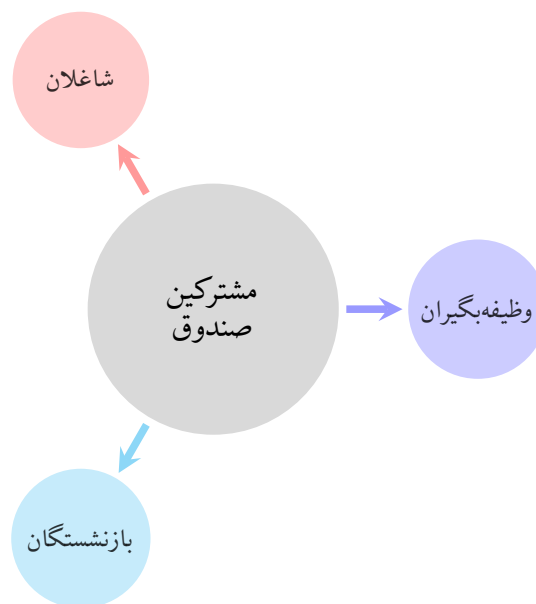 شاغلان
مشترکین
صندوق
وظیفه‌بگیران
بازنشستگان